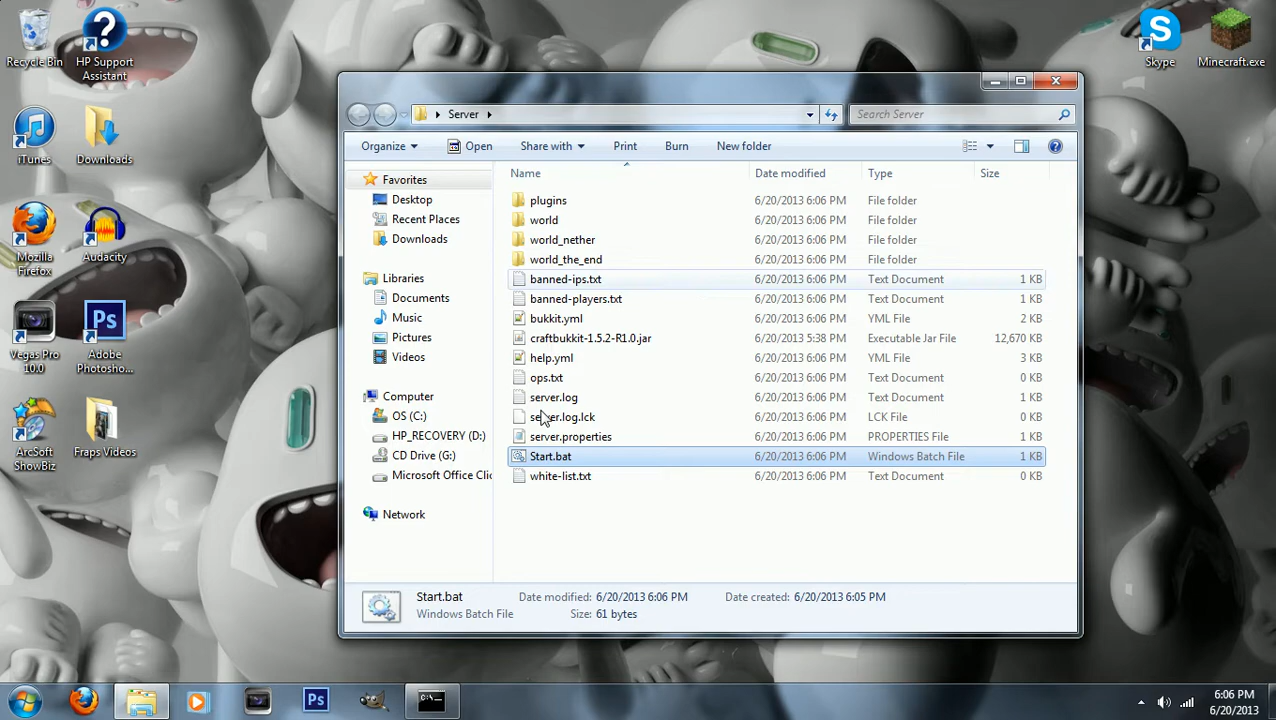 Recycle Bin
HP Support
Assistant
iTunes
Downloads
Mozilla
Firefox
Audacity
Vegas Pro
10.0
Ps
Adobe
Photosho...
ArcSoft
ShowBiz
Fraps Videos
Skype
Minecraft.exe
Server
Search Server
Organize
Open
Share with
Print
Burn
New folder
Favorites
Desktop
Recent Places
Downloads
Libraries
Documents
Music
Pictures
Videos
Computer
OS (C:)
HP_RECOVERY (D:)
CD Drive (G:)
Microsoft Office Clic
Network
Name Date modified Type Size
plugins 6/20/2013 6:06 PM File folder
world 6/20/2013 6:06 PM File folder
world_nether 6/20/2013 6:06 PM File folder
world_the_end 6/20/2013 6:06 PM File folder
banned-ips.txt 6/20/2013 6:06 PM Text Document 1 KB
banned-players.txt 6/20/2013 6:06 PM Text Document 1 KB
bukkit.yml 6/20/2013 6:06 PM YML File 2 KB
craftbukkit-1.5.2-R1.0.jar 6/20/2013 5:38 PM Executable Jar File 12,670 KB
help.yml 6/20/2013 6:06 PM YML File 3 KB
ops.txt 6/20/2013 6:06 PM Text Document 0 KB
server.log 6/20/2013 6:06 PM Text Document 1 KB
server.log.lck 6/20/2013 6:06 PM LCK File 0 KB
server.properties 6/20/2013 6:06 PM PROPERTIES File 1 KB
Start.bat 6/20/2013 6:06 PM Windows Batch File 1 KB
white-list.txt 6/20/2013 6:06 PM Text Document 0 KB
Start.bat Date modified: 6/20/2013 6:06 PM Date created: 6/20/2013 6:05 PM
Windows Batch File Size: 61 bytes
Ps
C:\
6:06 PM
6/20/2013